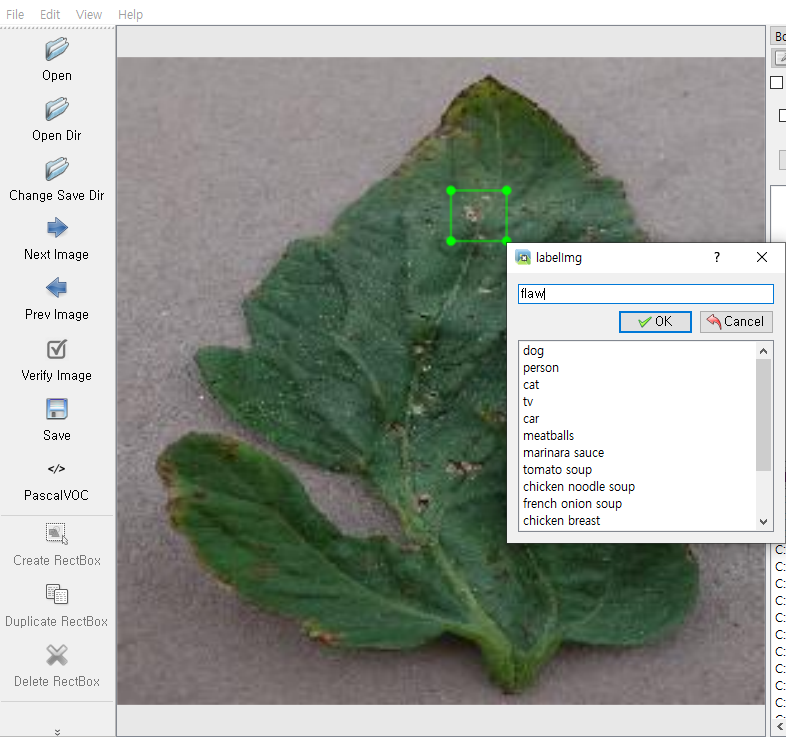 File Edit View Help
Open
Open Dir
Change Save Dir
Next Image
Prev Image
Verify Image
Save
</>
PascalVOC
Create RectBox
Duplicate RectBox
Delete RectBox
Bo
labelImg
?
flaw
OK Cancel
dog
person
cat
tv
car
meatballs
marinara sauce
tomato soup
chicken noodle soup
french onion soup
chicken breast
C:
C:
C:
C:
C:
C:
C:
C:
C:
C: